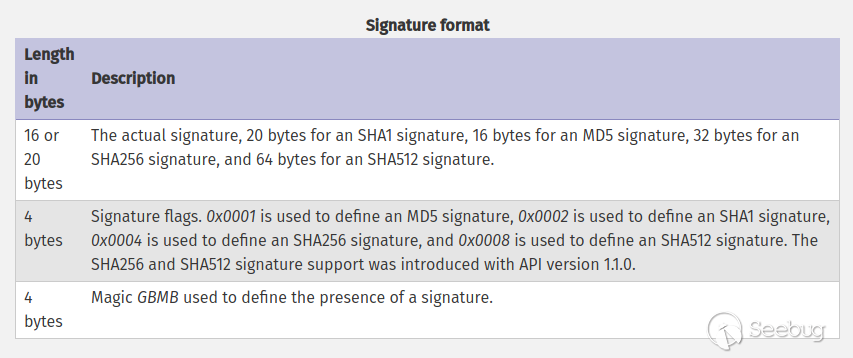 Signature format
Length
in
bytes
Description
16 or
20
bytes
The actual signature, 20 bytes for an SHA1 signature, 16 bytes for an MD5 signature, 32 bytes for an
SHA256 signature, and 64 bytes for an SHA512 signature.
4
bytes
Signature flags. 0x0001 is used to define an MD5 signature, 0x0002 is used to define an SHA1 signature,
0x0004 is used to define an SHA256 signature, and 0x0008 is used to define an SHA512 signature. The
SHA256 and SHA512 signature support was introduced with API version 1.1.0.
4
bytes
Magic GBMB used to define the presence of a signature.
Seebug